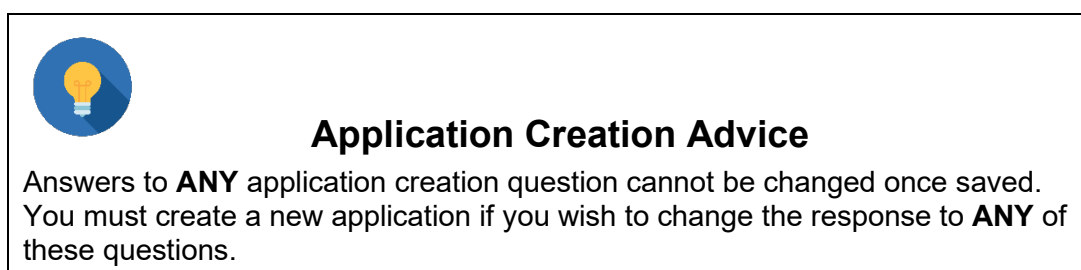 Application Creation Advice
Answers to ANY application creation question cannot be changed once saved.
You must create a new application if you wish to change the response to ANY of
these questions.